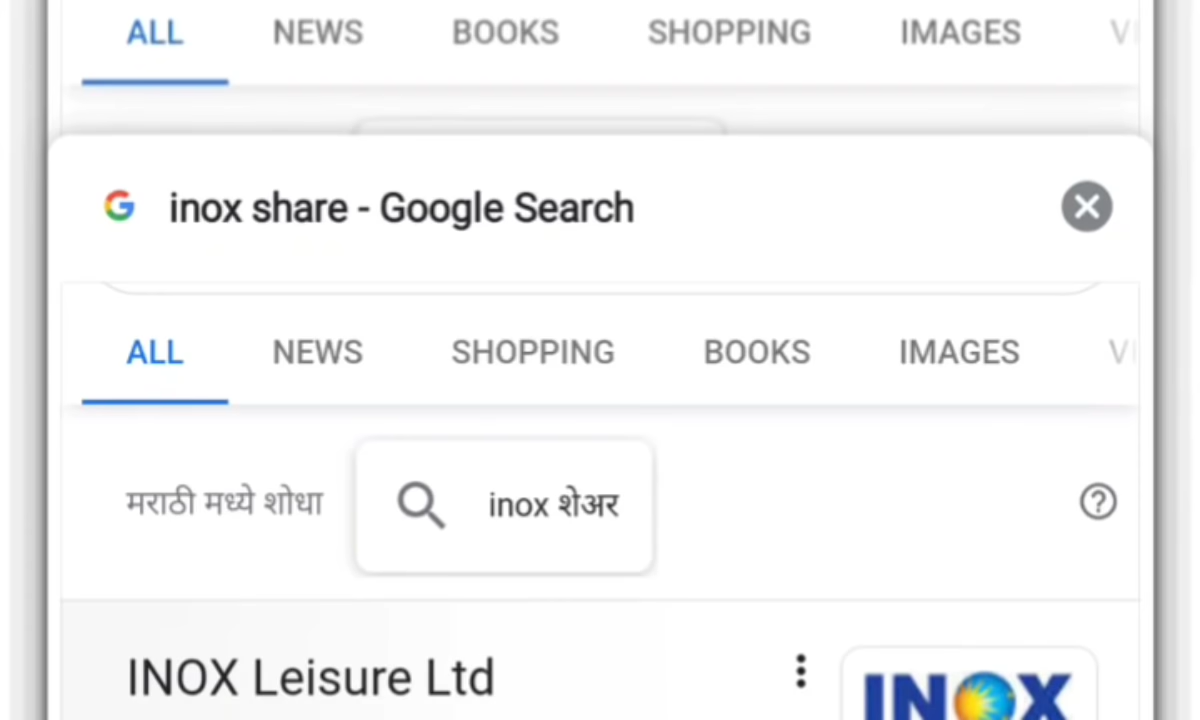 ALL NEWS BOOKS SHOPPING IMAGES
inox share - Google Search
ALL NEWS SHOPPING BOOKS IMAGES
मराठी मध्ये शोधा inox शेअर
INOX Leisure Ltd
INOX